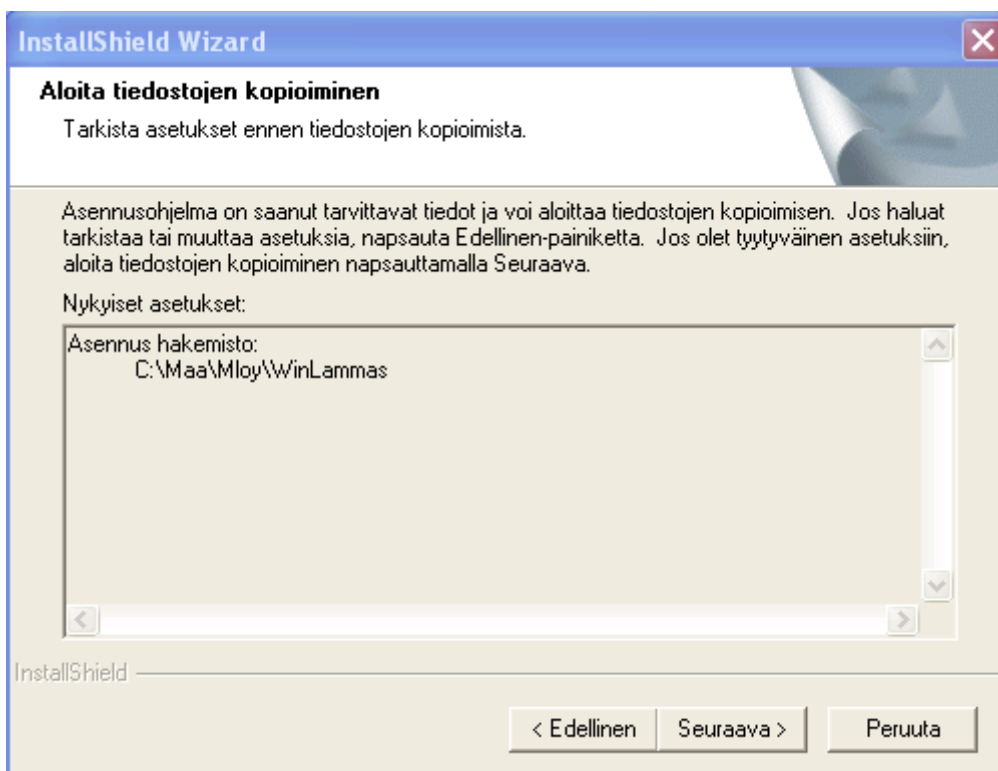 InstallShield Wizard
Aloita tiedostojen kopioiminen
Tarkista asetukset ennen tiedostojen kopioimista.
Asennusohjelma on saanut tarvittavat tiedot ja voi aloittaa tiedostojen kopioimisen.  Jos haluat
tarkistaa tai muuttaa asetuksia, napsauta Edellinen-painiketta.  Jos olet tyytyväinen asetuksiin,
aloita tiedostojen kopioiminen napsauttamalla Seuraava.
Nykyiset asetukset:
Asennus hakemisto:
C:\Maa\Mloy\WinLammas
InstallShield
< Edellinen
Seuraava >
Peruuta